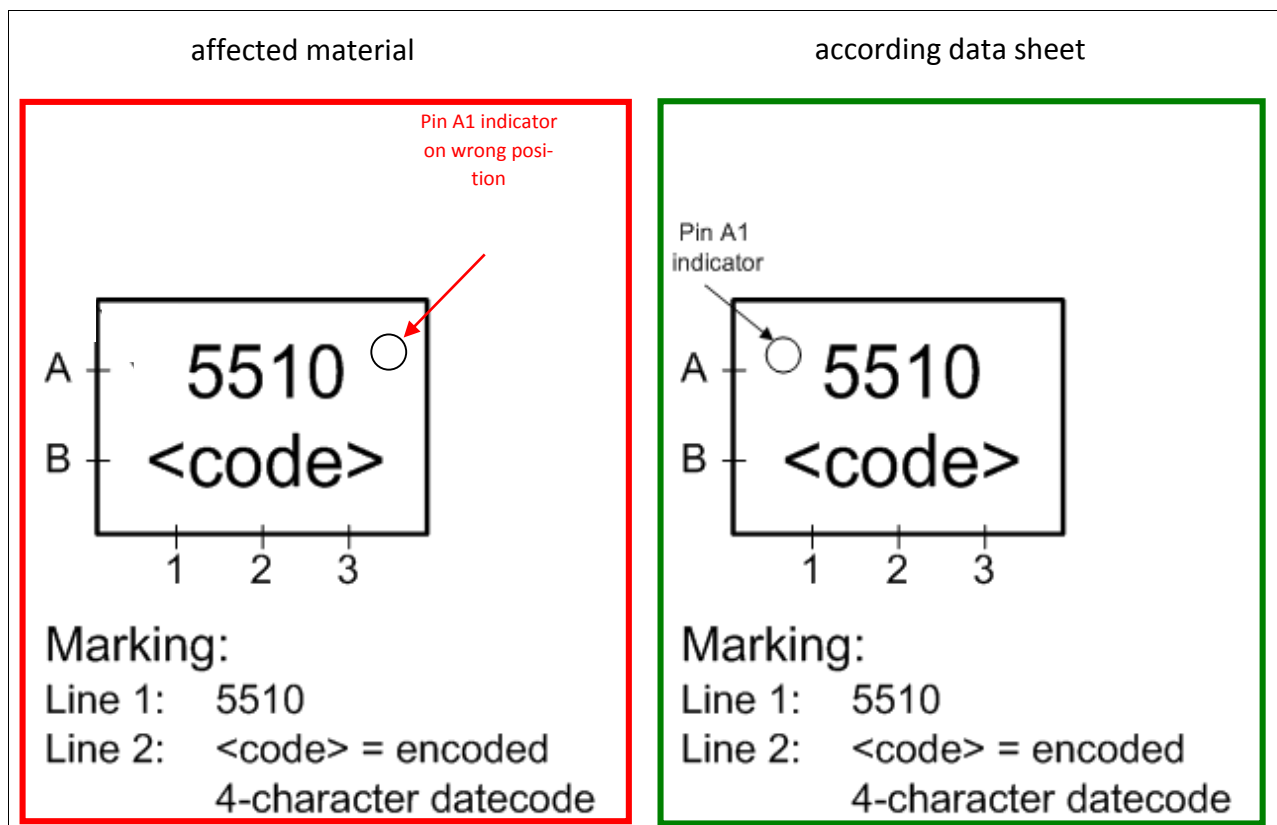 affected material
according data sheet
Pin A1 indicator
on wrong posi-
tion
A
5510
B
<code>
1 2 3
Marking:
Line 1: 5510
Line 2: <code> = encoded
4-character datecode
Pin A1
indicator
A
5510
B
<code>
1 2 3
Marking:
Line 1: 5510
Line 2: <code> = encoded
4-character datecode